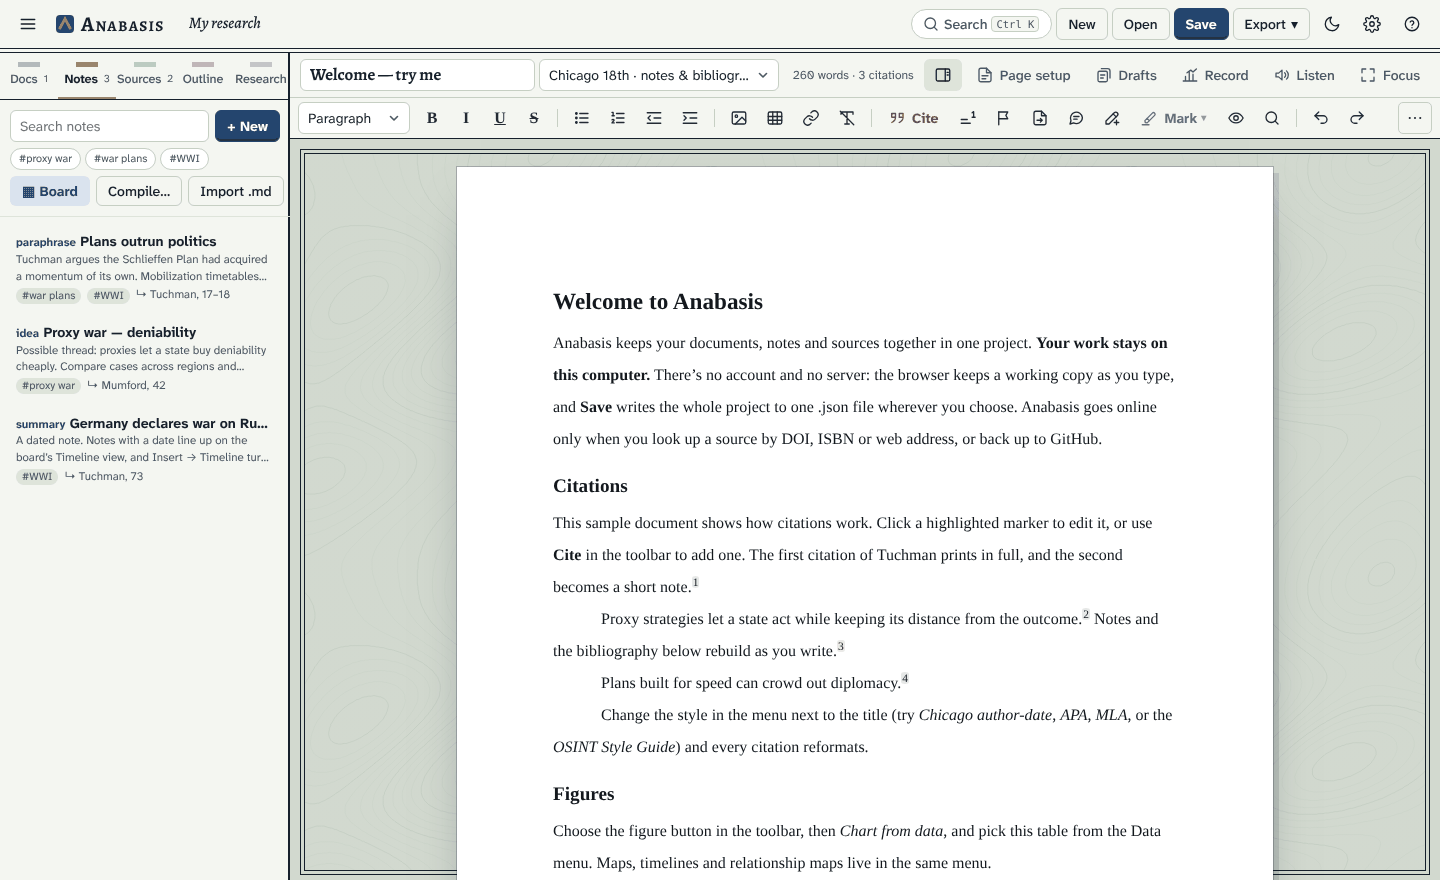 Anabasis My research Search Ctrl K New Open Save Export ▾
Docs 1 Notes 3 Sources 2 Outline Research
Search notes + New
#proxy war #war plans #WWI
Board Compile… Import .md
paraphrase Plans outrun politics
Tuchman argues the Schlieffen Plan had acquired
a momentum of its own. Mobilization timetables…
#war plans #WWI ↳ Tuchman, 17–18
idea Proxy war — deniability
Possible thread: proxies let a state buy deniability
cheaply. Compare cases across regions and…
#proxy war ↳ Mumford, 42
summary Germany declares war on Ru…
A dated note. Notes with a date line up on the
board's Timeline view, and Insert → Timeline tur…
#WWI ↳ Tuchman, 73
Welcome — try me Chicago 18th · notes & bibliogr… 260 words · 3 citations Page setup Drafts Record Listen Focus
Paragraph B I U S Cite Mark ▾
Welcome to Anabasis
Anabasis keeps your documents, notes and sources together in one project. Your work stays on
this computer. There’s no account and no server: the browser keeps a working copy as you type,
and Save writes the whole project to one .json file wherever you choose. Anabasis goes online
only when you look up a source by DOI, ISBN or web address, or back up to GitHub.
Citations
This sample document shows how citations work. Click a highlighted marker to edit it, or use
Cite in the toolbar to add one. The first citation of Tuchman prints in full, and the second
becomes a short note.1
Proxy strategies let a state act while keeping its distance from the outcome.2 Notes and
the bibliography below rebuild as you write.3
Plans built for speed can crowd out diplomacy.4
Change the style in the menu next to the title (try Chicago author-date, APA, MLA, or the
OSINT Style Guide) and every citation reformats.
Figures
Choose the figure button in the toolbar, then Chart from data, and pick this table from the Data
menu. Maps, timelines and relationship maps live in the same menu.